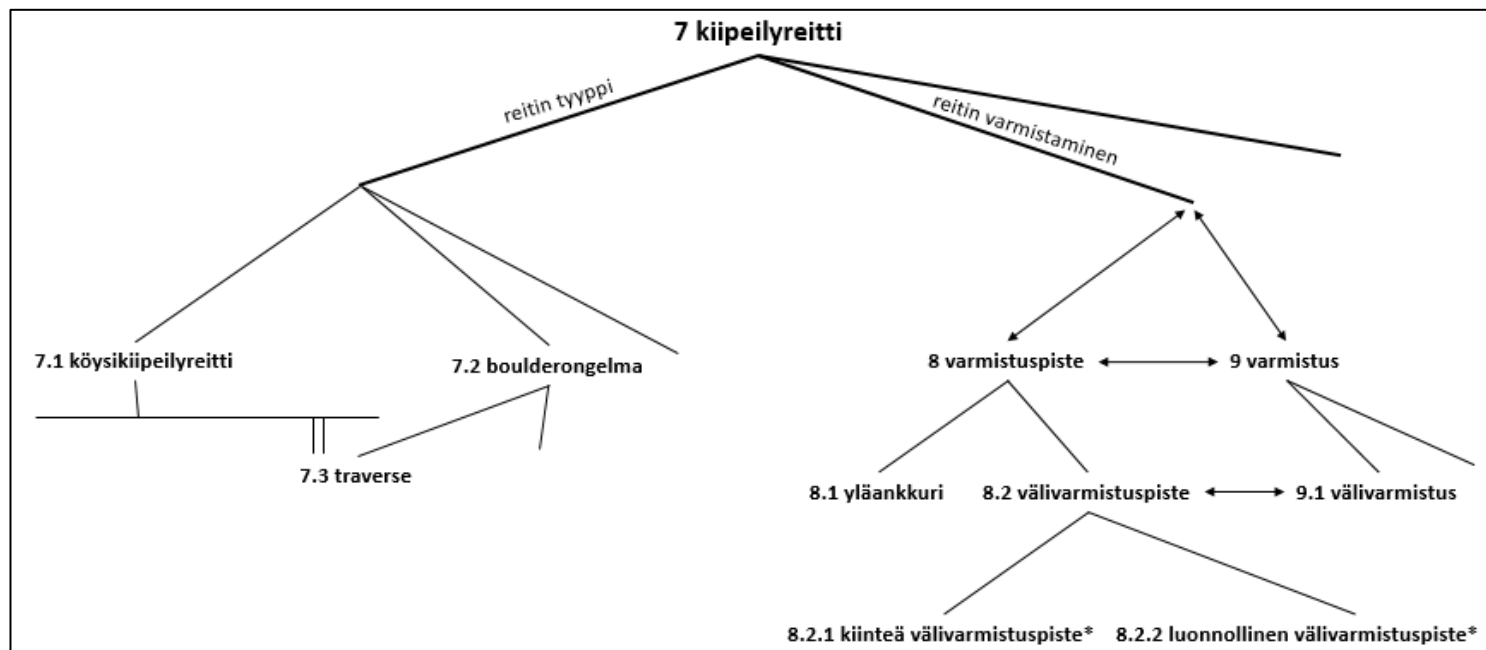 7 kiipeilyreitti
reitin tyyppi
reitin varmistaminen
7.1 köysikiipeilyreitti
7.2 boulderongelma
8 varmistuspiste
9 varmistus
7.3 traverse
8.1 yläankkuri
8.2 välivarmistuspiste
9.1 välivarmistus
8.2.1 kiinteä välivarmistuspiste*
8.2.2 luonnollinen välivarmistuspiste*